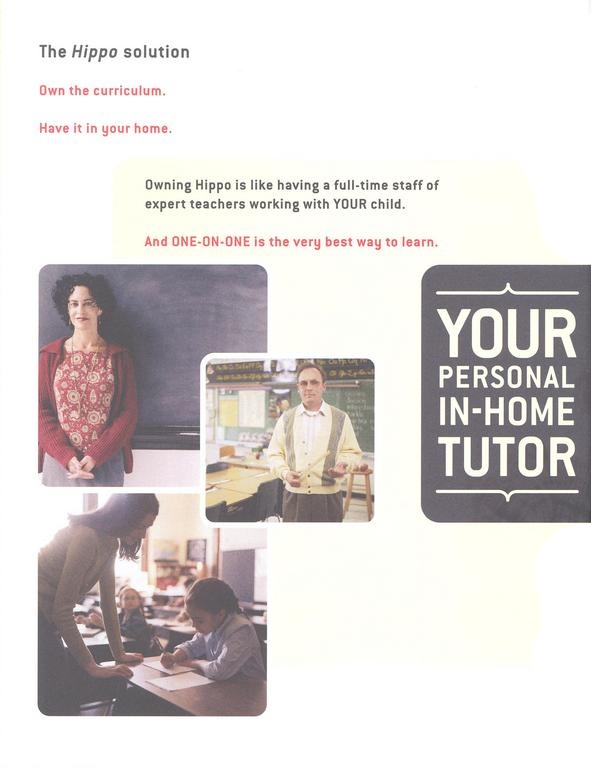 The Hippo solution
Own the curriculum.
Have it in your home.
Owning Hippo is like having a full-time staff of
expert teachers working with YOUR child.
And ONE-ON-ONE is the very best way to learn.
YOUR
PERSONAL
IN-HOME
TUTOR